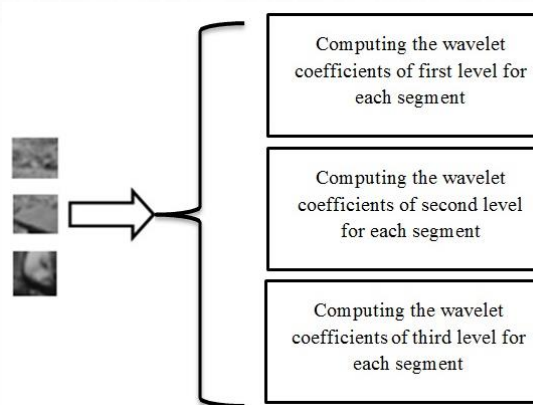 Computing the wavelet
coefficients of first level for
each segment
Computing the wavelet
coefficients of second level
for each segment
Computing the wavelet
coefficients of third level for
each segment